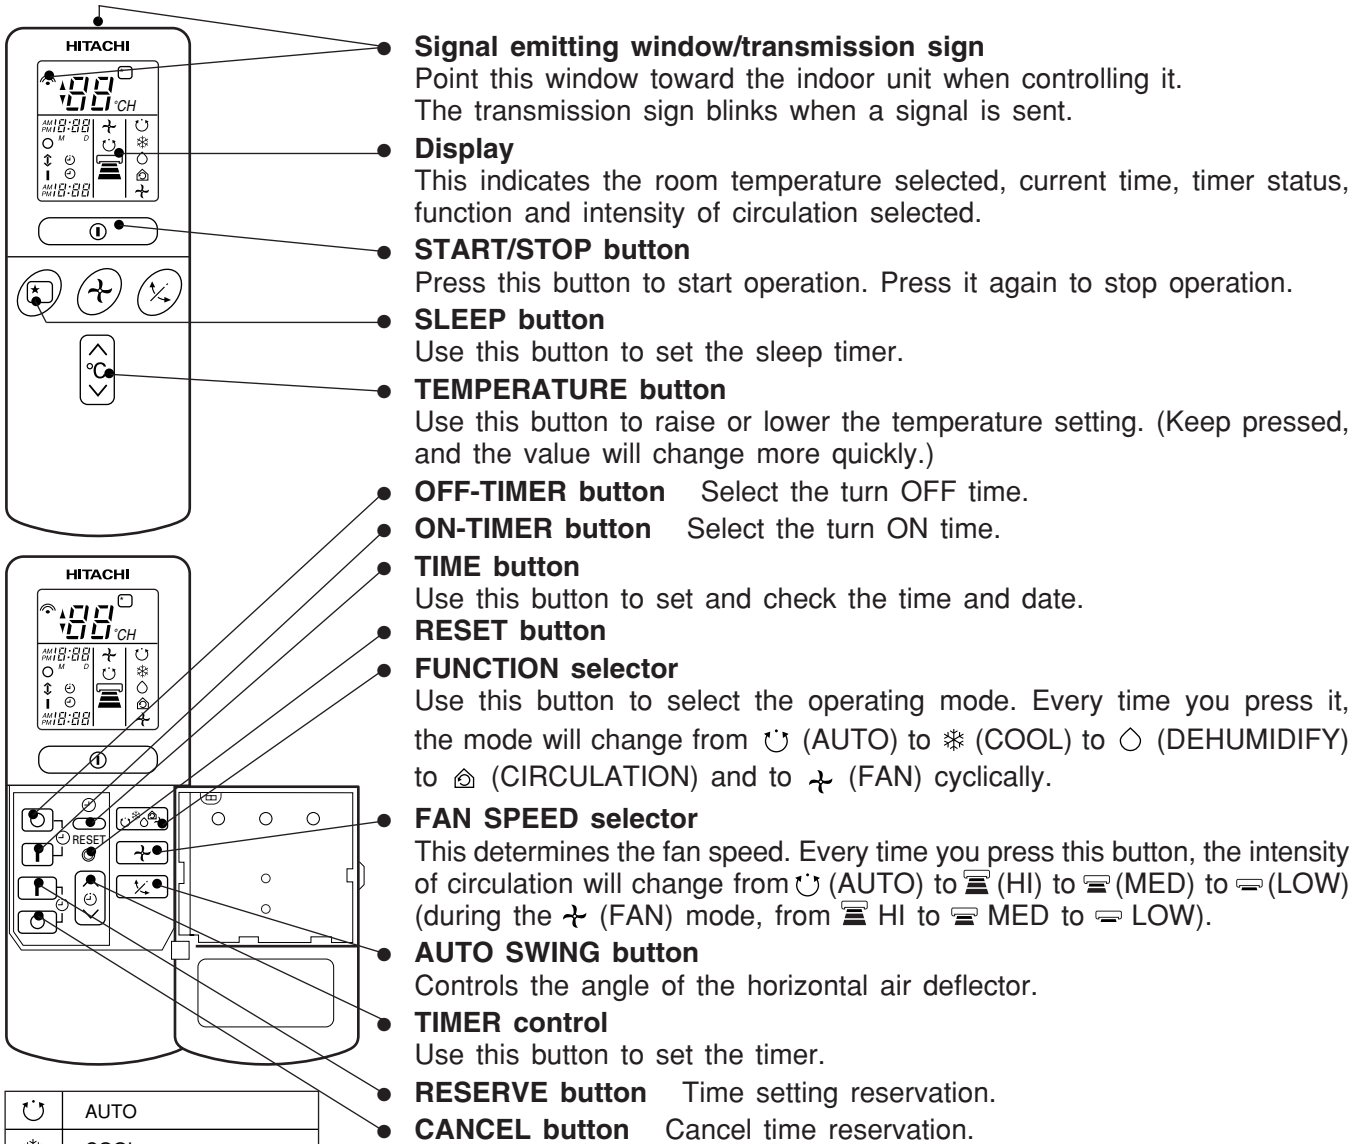 HITACHI
°CH
AM
PM
M D
AM
PM
°C
HITACHI
°CH
AM
PM
M D
AM
PM
RESET
Signal emitting window/transmission sign
Point this window toward the indoor unit when controlling it.
The transmission sign blinks when a signal is sent.
Display
This indicates the room temperature selected, current time, timer status,
function and intensity of circulation selected.
START/STOP button
Press this button to start operation. Press it again to stop operation.
SLEEP button
Use this button to set the sleep timer.
TEMPERATURE button
Use this button to raise or lower the temperature setting. (Keep pressed,
and the value will change more quickly.)
OFF-TIMER button Select the turn OFF time.
ON-TIMER button Select the turn ON time.
TIME button
Use this button to set and check the time and date.
RESET button
FUNCTION selector
Use this button to select the operating mode. Every time you press it,
the mode will change from (AUTO) to (COOL) to (DEHUMIDIFY)
to (CIRCULATION) and to (FAN) cyclically.
FAN SPEED selector
This determines the fan speed. Every time you press this button, the intensity
of circulation will change from (AUTO) to (HI) to (MED) to (LOW)
(during the (FAN) mode, from HI to MED to LOW).
AUTO SWING button
Controls the angle of the horizontal air deflector.
TIMER control
Use this button to set the timer.
RESERVE button Time setting reservation.
CANCEL button Cancel time reservation.
AUTO